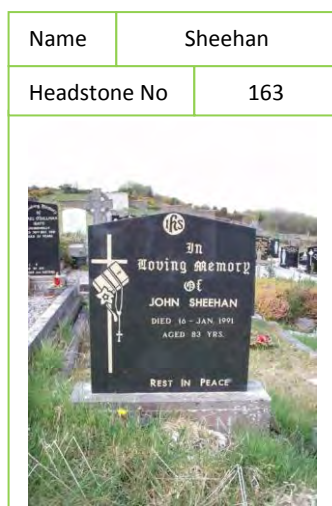 Name Sheehan
Headstone No 163
IHS
In
Loving Memory
Of
JOHN SHEEHAN
DIED 16 - JAN. 1991
AGED 83 YRS.
REST IN PEACE